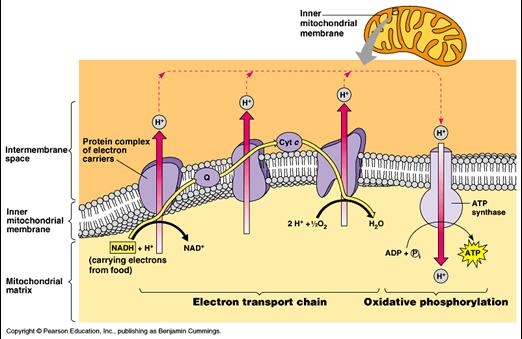 Inner
mitochondrial
membrane
H+
H+
H+
H+
Intermembrane
space
Protein complex
of electron
carriers
Cyt c
Q
ATP
synthase
Inner
mitochondrial
membrane
NADH + H+
NAD+
(carrying electrons
from food)
2 H+ + ½O2
H2O
ADP + Pi
ATP
H+
Mitochondrial
matrix
Electron transport chain
Oxidative phosphorylation
Copyright © Pearson Education, Inc., publishing as Benjamin Cummings.